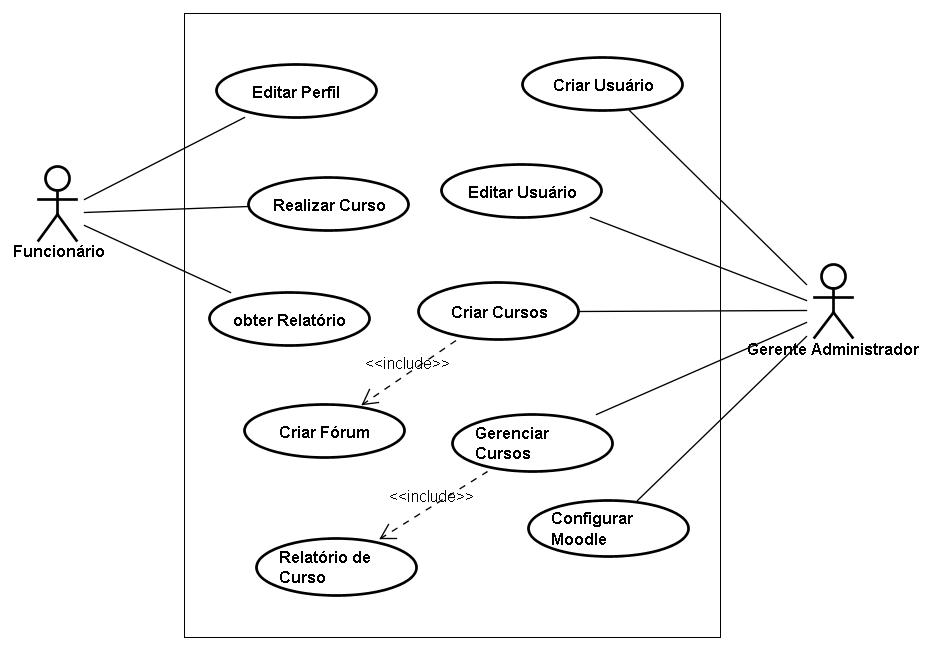 Criar Usuário
Editar Perfil
Editar Usuário
Realizar Curso
Funcionário
Criar Cursos
obter Relatório
Gerente Administrador
<<include>>
Criar Fórum
Gerenciar
Cursos
<<include>>
Configurar
Moodle
Relatório de
Curso